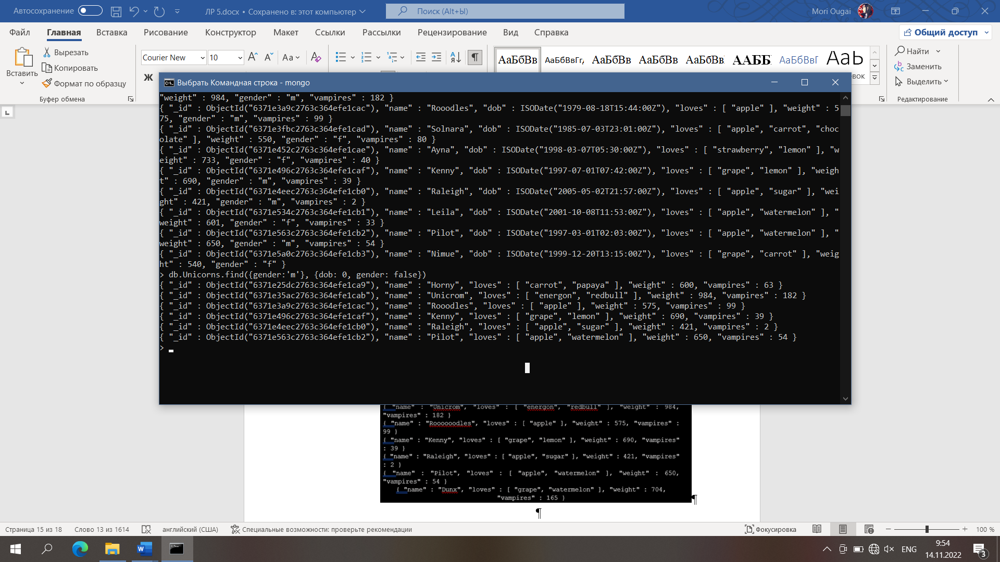 Автосохранение
ЛР 5.docx • Сохранено в: этот компьютер
Поиск (Alt+Ы)
Mori Ougai
Файл Главная Вставка Рисование Конструктор Макет Ссылки Рассылки Рецензирование Вид Справка
Общий доступ
Вставить
Вырезать
Копировать
Формат по образцу
Буфер обмена
Courier New 10
Aa
Ж
АаБбВв АаБбВвГг, АаБбВв АаБбВв АаБбВв ААББ АаБбВвГ Аab
вок
Найти
Заменить
Выделить
Редактирование
Выбрать Командная строка - mongo
"weight" : 984, "gender" : "m", "vampires" : 182 }
{ "_id" : ObjectId("6371e3a9c2763c364efe1cac"), "name" : "Rooodles", "dob" : ISODate("1979-08-18T15:44:00Z"), "loves" : [ "apple" ], "weight" : 5
75, "gender" : "m", "vampires" : 99 }
{ "_id" : ObjectId("6371e3fbc2763c364efe1cad"), "name" : "Solnara", "dob" : ISODate("1985-07-03T23:01:00Z"), "loves" : [ "apple", "carrot", "choc
olate" ], "weight" : 550, "gender" : "f", "vampires" : 80 }
{ "_id" : ObjectId("6371e452c2763c364efe1cae"), "name" : "Ayna", "dob" : ISODate("1998-03-07T05:30:00Z"), "loves" : [ "strawberry", "lemon" ], "w
eight" : 733, "gender" : "f", "vampires" : 40 }
{ "_id" : ObjectId("6371e496c2763c364efe1caf"), "name" : "Kenny", "dob" : ISODate("1997-07-01T07:42:00Z"), "loves" : [ "grape", "lemon" ], "weigh
t" : 690, "gender" : "m", "vampires" : 39 }
{ "_id" : ObjectId("6371e4eec2763c364efe1cb0"), "name" : "Raleigh", "dob" : ISODate("2005-05-02T21:57:00Z"), "loves" : [ "apple", "sugar" ], "wei
ght" : 421, "gender" : "m", "vampires" : 2 }
{ "_id" : ObjectId("6371e534c2763c364efe1cb1"), "name" : "Leila", "dob" : ISODate("2001-10-08T11:53:00Z"), "loves" : [ "apple", "watermelon" ], "
weight" : 601, "gender" : "f", "vampires" : 33 }
{ "_id" : ObjectId("6371e563c2763c364efe1cb2"), "name" : "Pilot", "dob" : ISODate("1997-03-01T02:03:00Z"), "loves" : [ "apple", "watermelon" ], "
weight" : 650, "gender" : "m", "vampires" : 54 }
{ "_id" : ObjectId("6371e5a0c2763c364efe1cb3"), "name" : "Nimue", "dob" : ISODate("1999-12-20T13:15:00Z"), "loves" : [ "grape", "carrot" ], "weig
ht" : 540, "gender" : "f" }
> db.Unicorns.find({gender:'m'}, {dob: 0, gender: false})
{ "_id" : ObjectId("6371e25dc2763c364efe1ca9"), "name" : "Horny", "loves" : [ "carrot", "papaya" ], "weight" : 600, "vampires" : 63 }
{ "_id" : ObjectId("6371e35ac2763c364efe1cab"), "name" : "Unicrom", "loves" : [ "energon", "redbull" ], "weight" : 984, "vampires" : 182 }
{ "_id" : ObjectId("6371e3a9c2763c364efe1cac"), "name" : "Rooodles", "loves" : [ "apple" ], "weight" : 575, "vampires" : 99 }
{ "_id" : ObjectId("6371e496c2763c364efe1caf"), "name" : "Kenny", "loves" : [ "grape", "lemon" ], "weight" : 690, "vampires" : 39 }
{ "_id" : ObjectId("6371e4eec2763c364efe1cb0"), "name" : "Raleigh", "loves" : [ "apple", "sugar" ], "weight" : 421, "vampires" : 2 }
{ "_id" : ObjectId("6371e563c2763c364efe1cb2"), "name" : "Pilot", "loves" : [ "apple", "watermelon" ], "weight" : 650, "vampires" : 54 }
>
{ "name" : "Unicrom", "loves" : [ "energon", "redbull" ], "weight" : 984,
"vampires" : 182 }
{ "name" : "Roooooodles", "loves" : [ "apple" ], "weight" : 575, "vampires" :
99 }
{ "name" : "Kenny", "loves" : [ "grape", "lemon" ], "weight" : 690, "vampires"
: 39 }
{ "name" : "Raleigh", "loves" : [ "apple", "sugar" ], "weight" : 421, "vampires"
: 2 }
{ "name" : "Pilot", "loves" : [ "apple", "watermelon" ], "weight" : 650,
"vampires" : 54 }
{ "name" : "Dunx", "loves" : [ "grape", "watermelon" ], "weight" : 704,
"vampires" : 165 }
¶
¶
Страница 15 из 18 Слово 13 из 1614 английский (США) Специальные возможности: проверьте рекомендации Фокусировка 100 %
ENG
9:54
14.11.2022
3